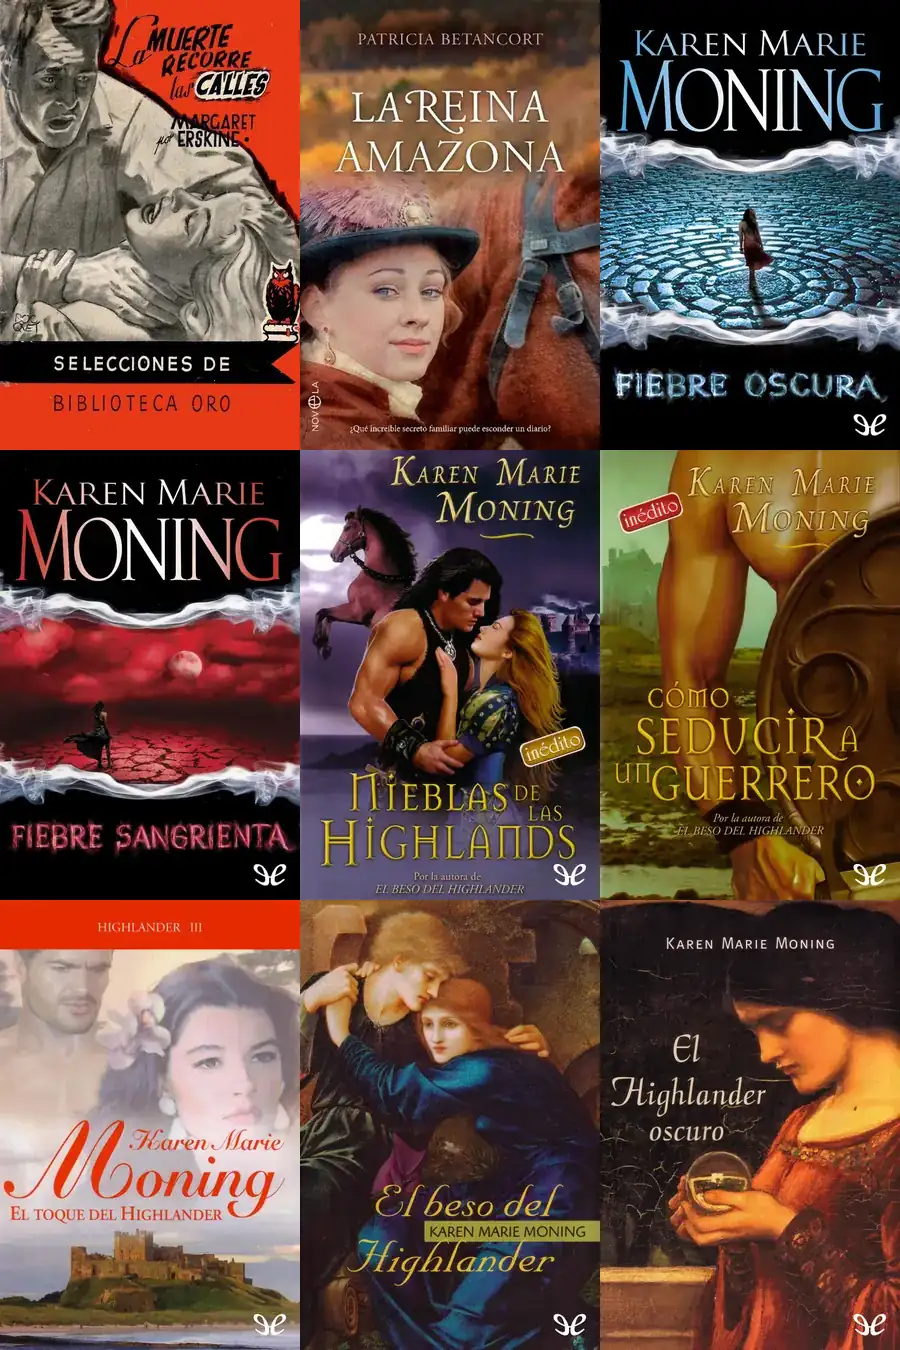 La MUERTE
RECORRE
las CALLES
MARGARET
por ERSKINE.
SELECCIONES DE
BIBLIOTECA ORO
PATRICIA BETANCORT
LA REINA
AMAZONA
NOVELA
¿Qué increíble secreto familiar puede esconder un diario?
KAREN MARIE
MONING
FIEBRE OSCURA
KAREN MARIE
MONING
FIEBRE SANGRIENTA
KAREN MARIE
MONING
inédito
NIEBLAS DE
LAS
HIGHLANDS
Por la autora de
EL BESO DEL HIGHLANDER
KAREN MARIE
MONING
inédito
CÓMO
SEDUCIR A
UN GUERRERO
Por la autora de
EL BESO DEL HIGHLANDER
HIGHLANDER III
Karen Marie
Moning
EL TOQUE DEL HIGHLANDER
El beso del
KAREN MARIE MONING
Highlander
KAREN MARIE MONING
El
Highlander
oscuro